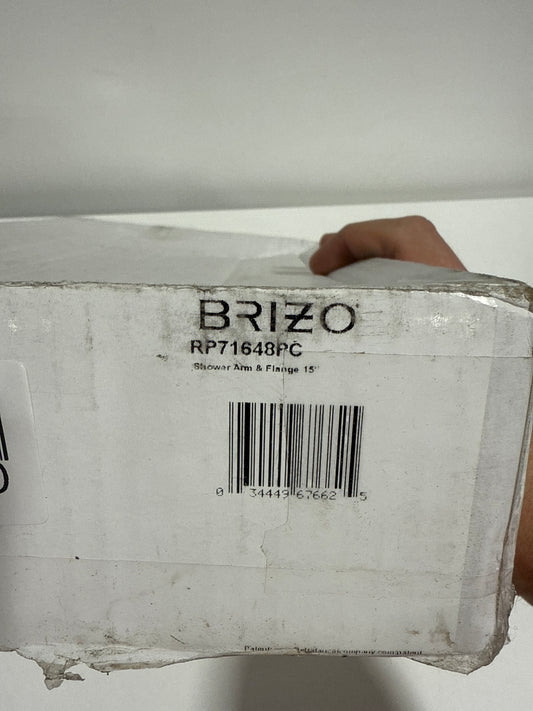 BRIZO
RP71648PC
Shower Arm & Flange 15"
0 34449 67662 5